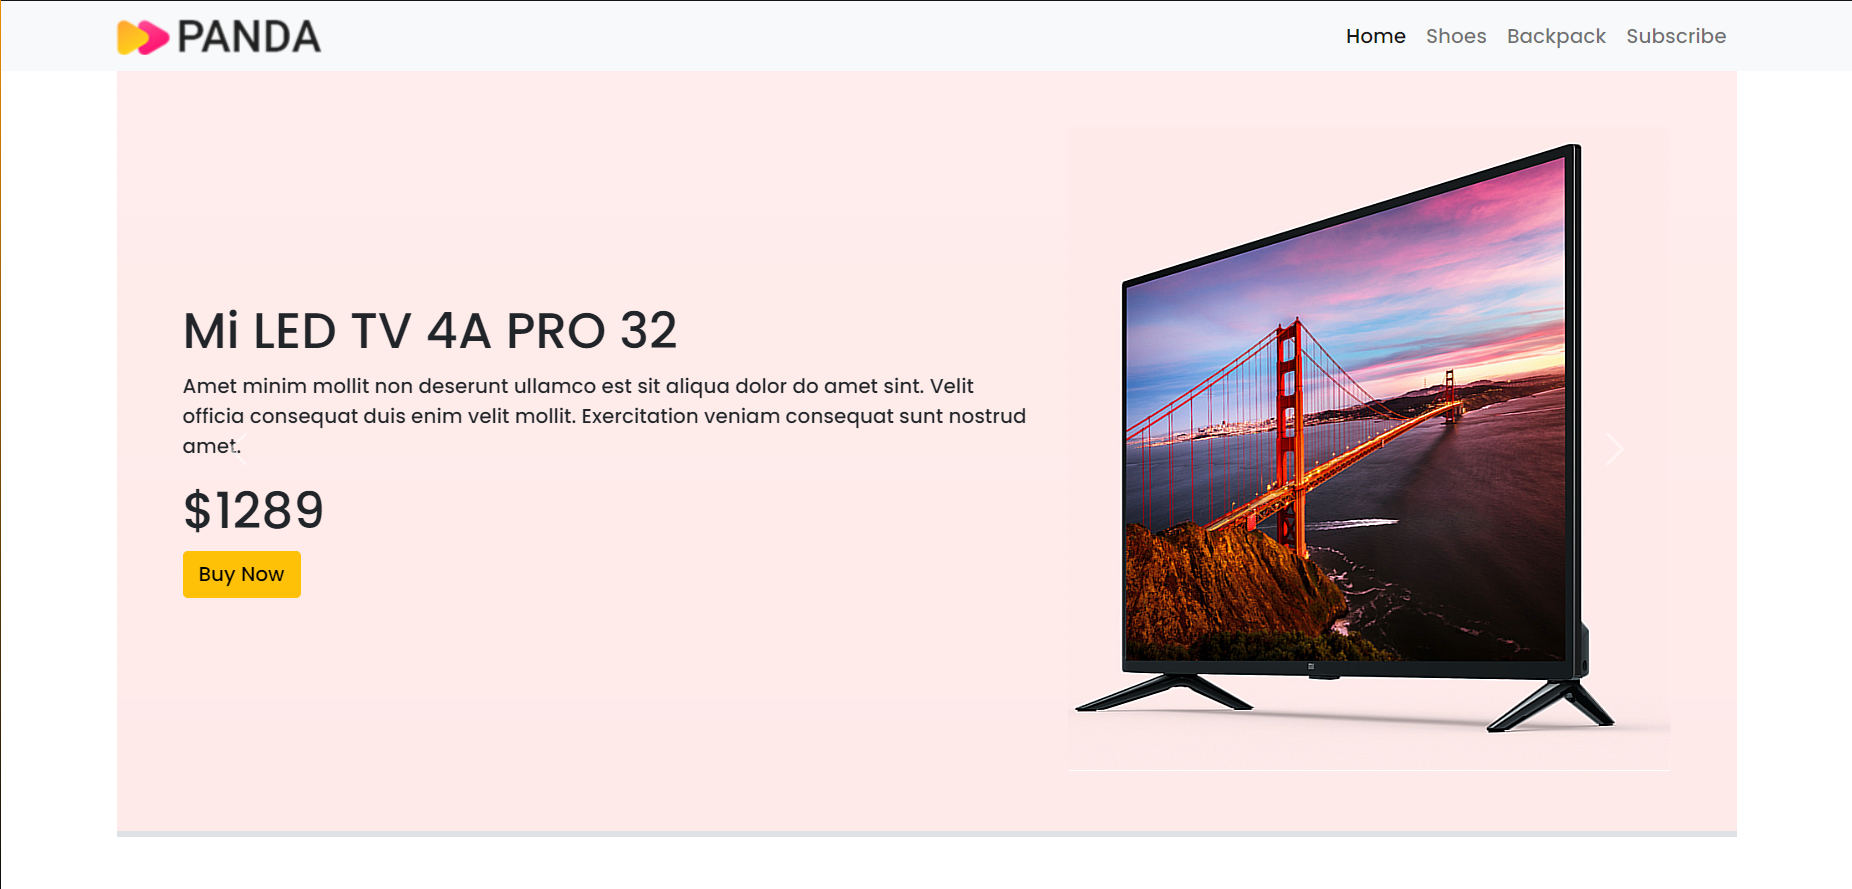 PANDA
Home Shoes Backpack Subscribe
Mi LED TV 4A PRO 32
Amet minim mollit non deserunt ullamco est sit aliqua dolor do amet sint. Velit
officia consequat duis enim velit mollit. Exercitation veniam consequat sunt nostrud
amet.
$1289
Buy Now
mi